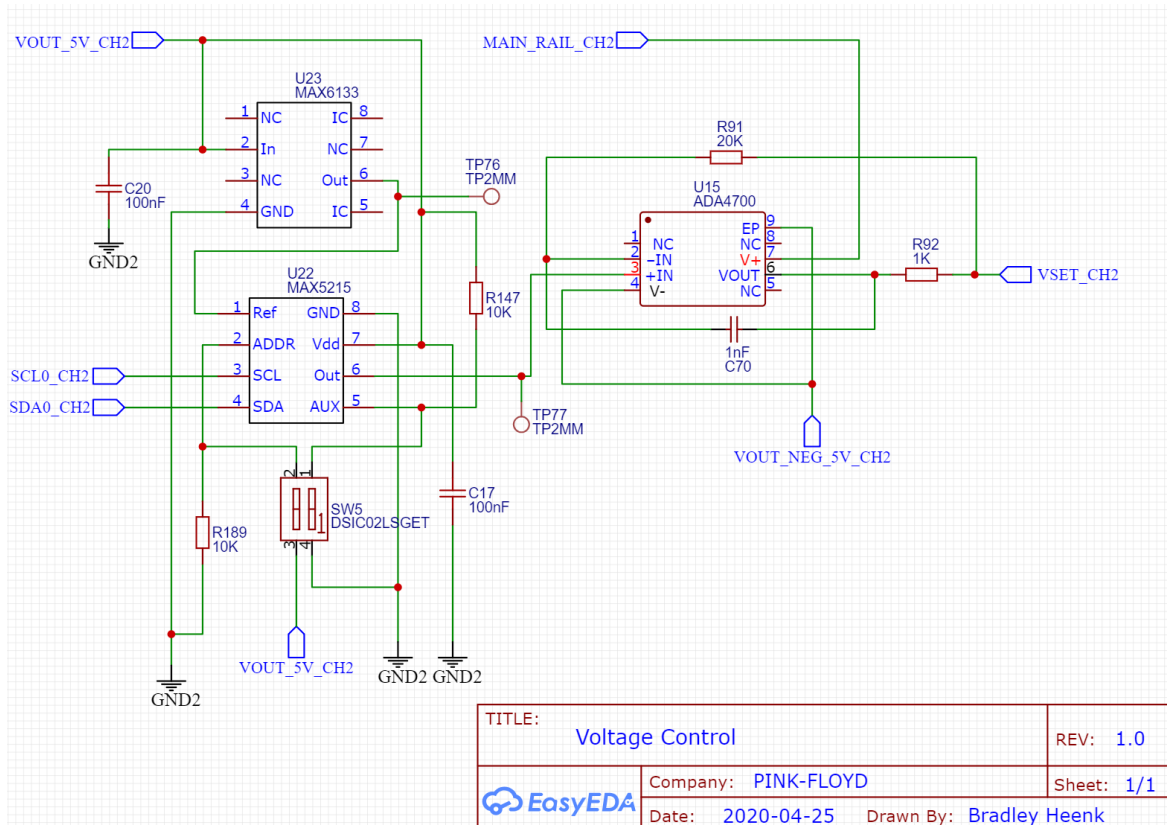 VOUT_5V_CH2
MAIN_RAIL_CH2
U23
MAX6133
1 NC IC 8
2 In NC 7
3 NC Out 6
4 GND IC 5
C20
100nF
GND2
TP76
TP2MM
R91
20K
U15
ADA4700
EP 9
1 NC NC 8
2 -IN V+ 7
3 +IN VOUT 6
4 V- NC 5
R92
1K
VSET_CH2
1nF
C70
VOUT_NEG_5V_CH2
U22
MAX5215
1 Ref GND 8
2 ADDR Vdd 7
3 SCL Out 6
4 SDA AUX 5
SCL0_CH2
SDA0_CH2
R147
10K
TP77
TP2MM
2 1
SW5
DSIC02LSGET
1
3 4
R189
10K
C17
100nF
VOUT_5V_CH2
GND2
GND2
GND2
TITLE:
Voltage Control
REV: 1.0
EasyEDA
Company: PINK-FLOYD
Sheet: 1/1
Date: 2020-04-25
Drawn By: Bradley Heenk